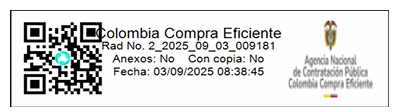 Colombia Compra Eficiente
Rad No. 2_2025_09_03_009181
Anexos: No Con copia: No
Fecha: 03/09/2025 08:38:45
Agencia Nacional
de Contratación Pública
Colombia Compra Eficiente